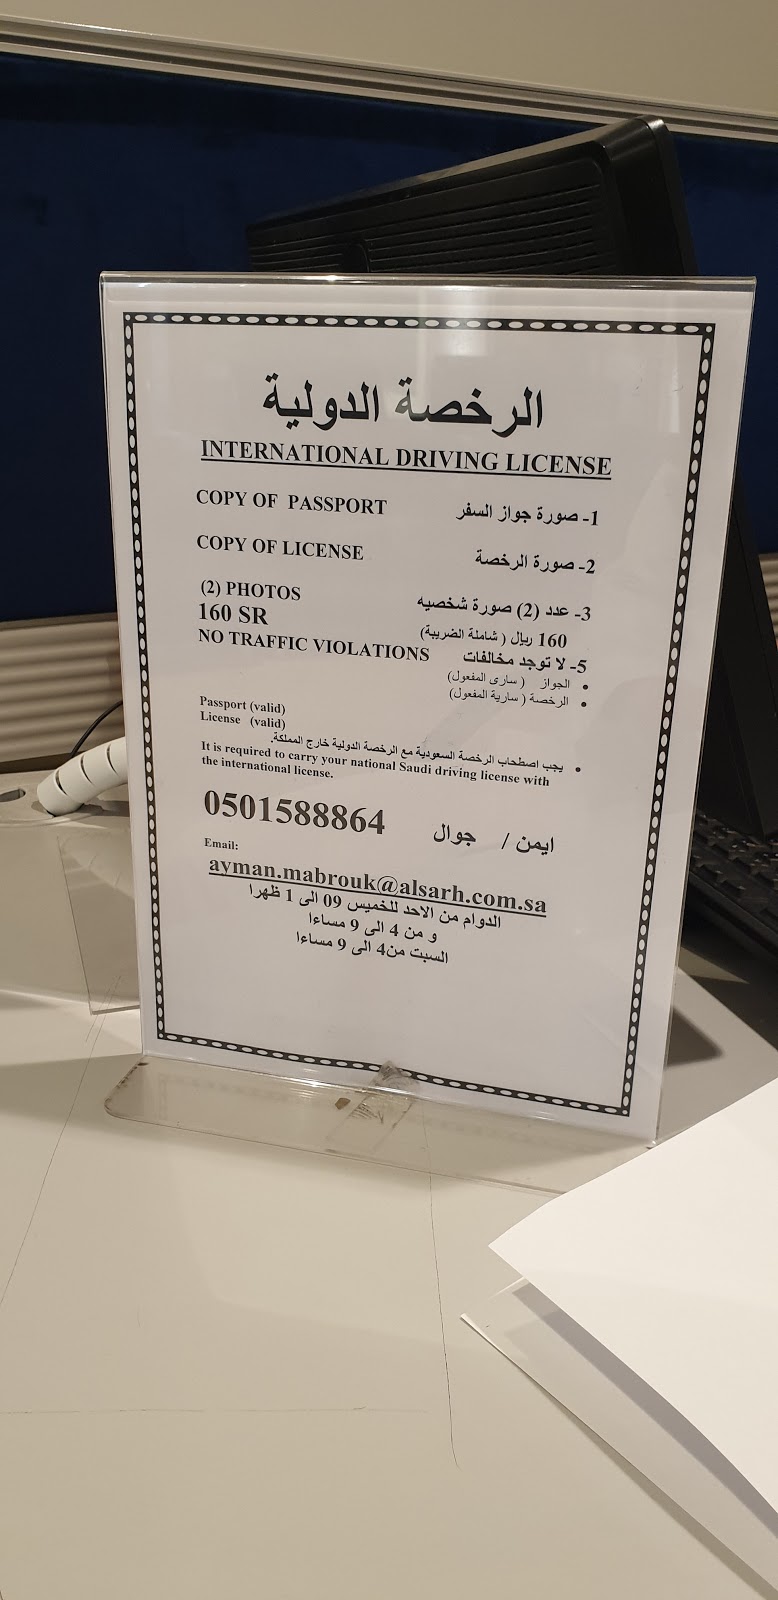 الرخصة الدولية
INTERNATIONAL DRIVING LICENSE
COPY OF PASSPORT 1- صورة جواز السفر
COPY OF LICENSE 2- صورة الرخصة
(2) PHOTOS 3- عدد (2) صورة شخصيه
160 SR 160 ريال ( شاملة الضريبة)
NO TRAFFIC VIOLATIONS 5- لا توجد مخالفات
• الجواز ( سارى المفعول)
• الرخصة ( سارية المفعول)
Passport (valid)
License (valid)
• يجب اصطحاب الرخصة السعودية مع الرخصة الدولية خارج المملكة.
It is required to carry your national Saudi driving license with
the international license.
ايمن / جوال 0501588864
Email:
ayman.mabrouk@alsarh.com.sa
الدوام من الاحد للخميس 09 الى 1 ظهرا
و من 4 الى 9 مساءا
السبت من4 الى 9 مساءا